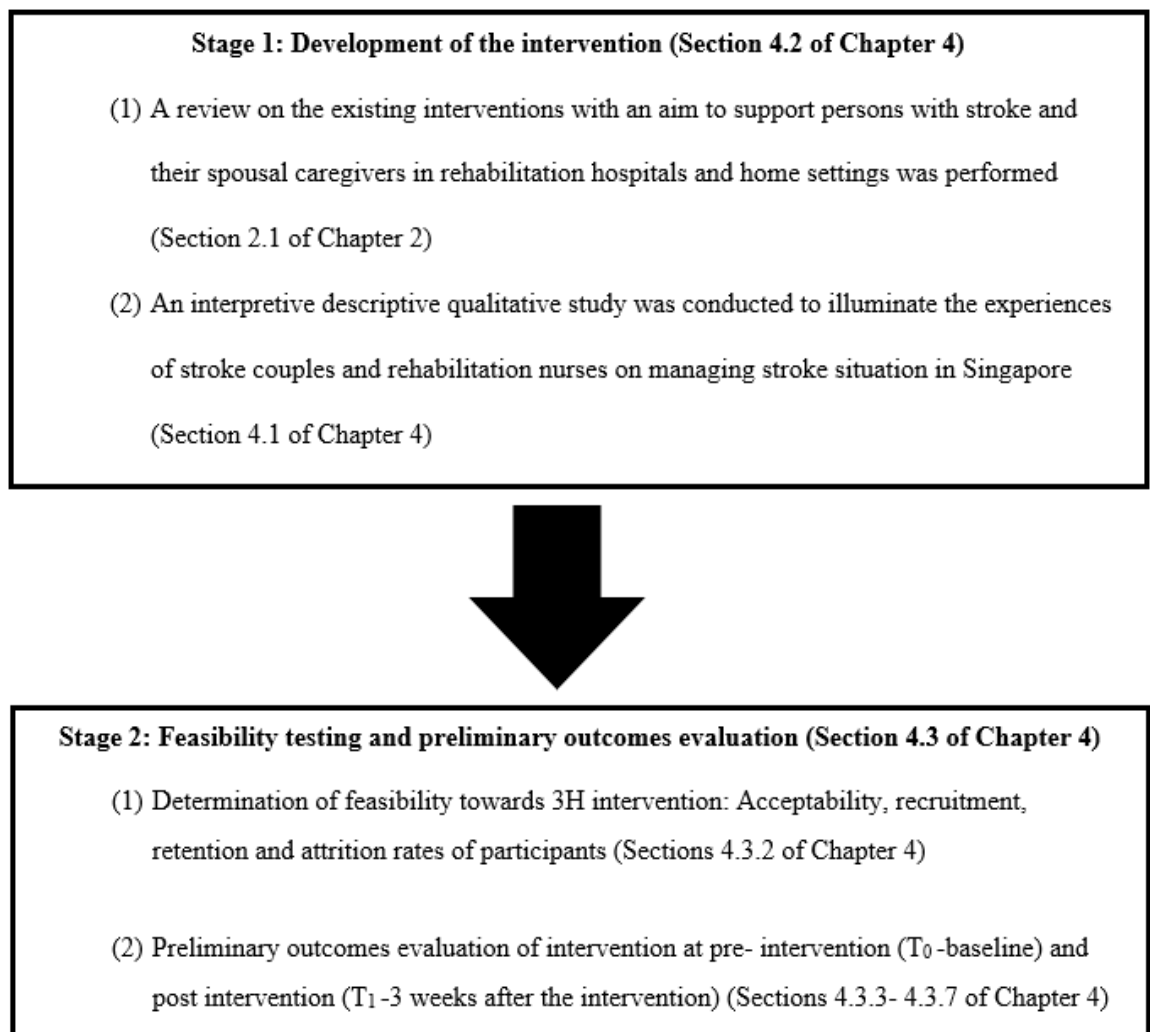 Stage 1: Development of the intervention (Section 4.2 of Chapter 4)
(1) A review on the existing interventions with an aim to support persons with stroke and
their spousal caregivers in rehabilitation hospitals and home settings was performed
(Section 2.1 of Chapter 2)
(2) An interpretive descriptive qualitative study was conducted to illuminate the experiences
of stroke couples and rehabilitation nurses on managing stroke situation in Singapore
(Section 4.1 of Chapter 4)
Stage 2: Feasibility testing and preliminary outcomes evaluation (Section 4.3 of Chapter 4)
(1) Determination of feasibility towards 3H intervention: Acceptability, recruitment,
retention and attrition rates of participants (Sections 4.3.2 of Chapter 4)
(2) Preliminary outcomes evaluation of intervention at pre- intervention (T0 -baseline) and
post intervention (T1 -3 weeks after the intervention) (Sections 4.3.3- 4.3.7 of Chapter 4)